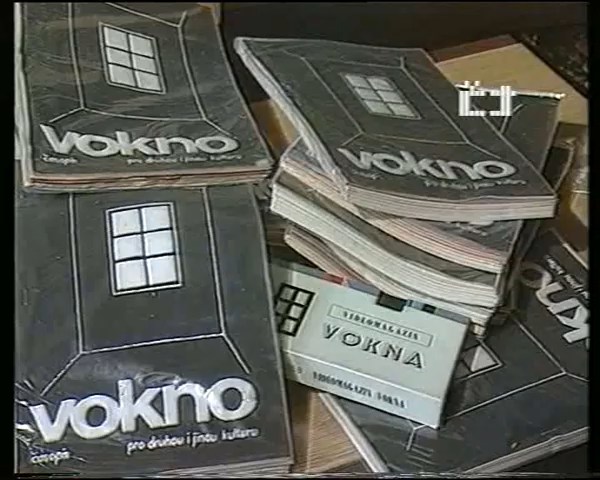 vokno
časopis pro druhou i jinou kulturu
vokno
pro druhou i jinou kulturu
vokno
časopis pro druhou i jinou kulturu
VIDEOMAGAZÍN
VOKNA
VIDEOMAGAZÍN VOKNA
vokno